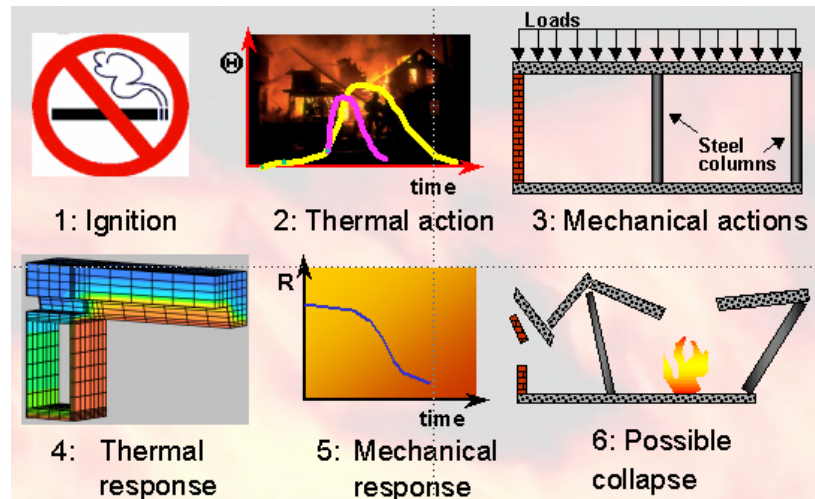 Loads
Θ
Steel
columns
time
1: Ignition
2: Thermal action
3: Mechanical actions
R
time
4: Thermal
response
5: Mechanical
response
6: Possible
collapse